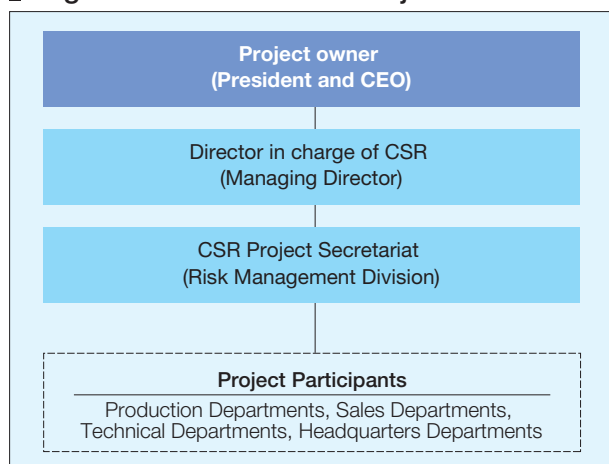 Project owner
(President and CEO)
Director in charge of CSR
(Managing Director)
CSR Project Secretariat
(Risk Management Division)
Project Participants
Production Departments, Sales Departments,
Technical Departments, Headquarters Departments